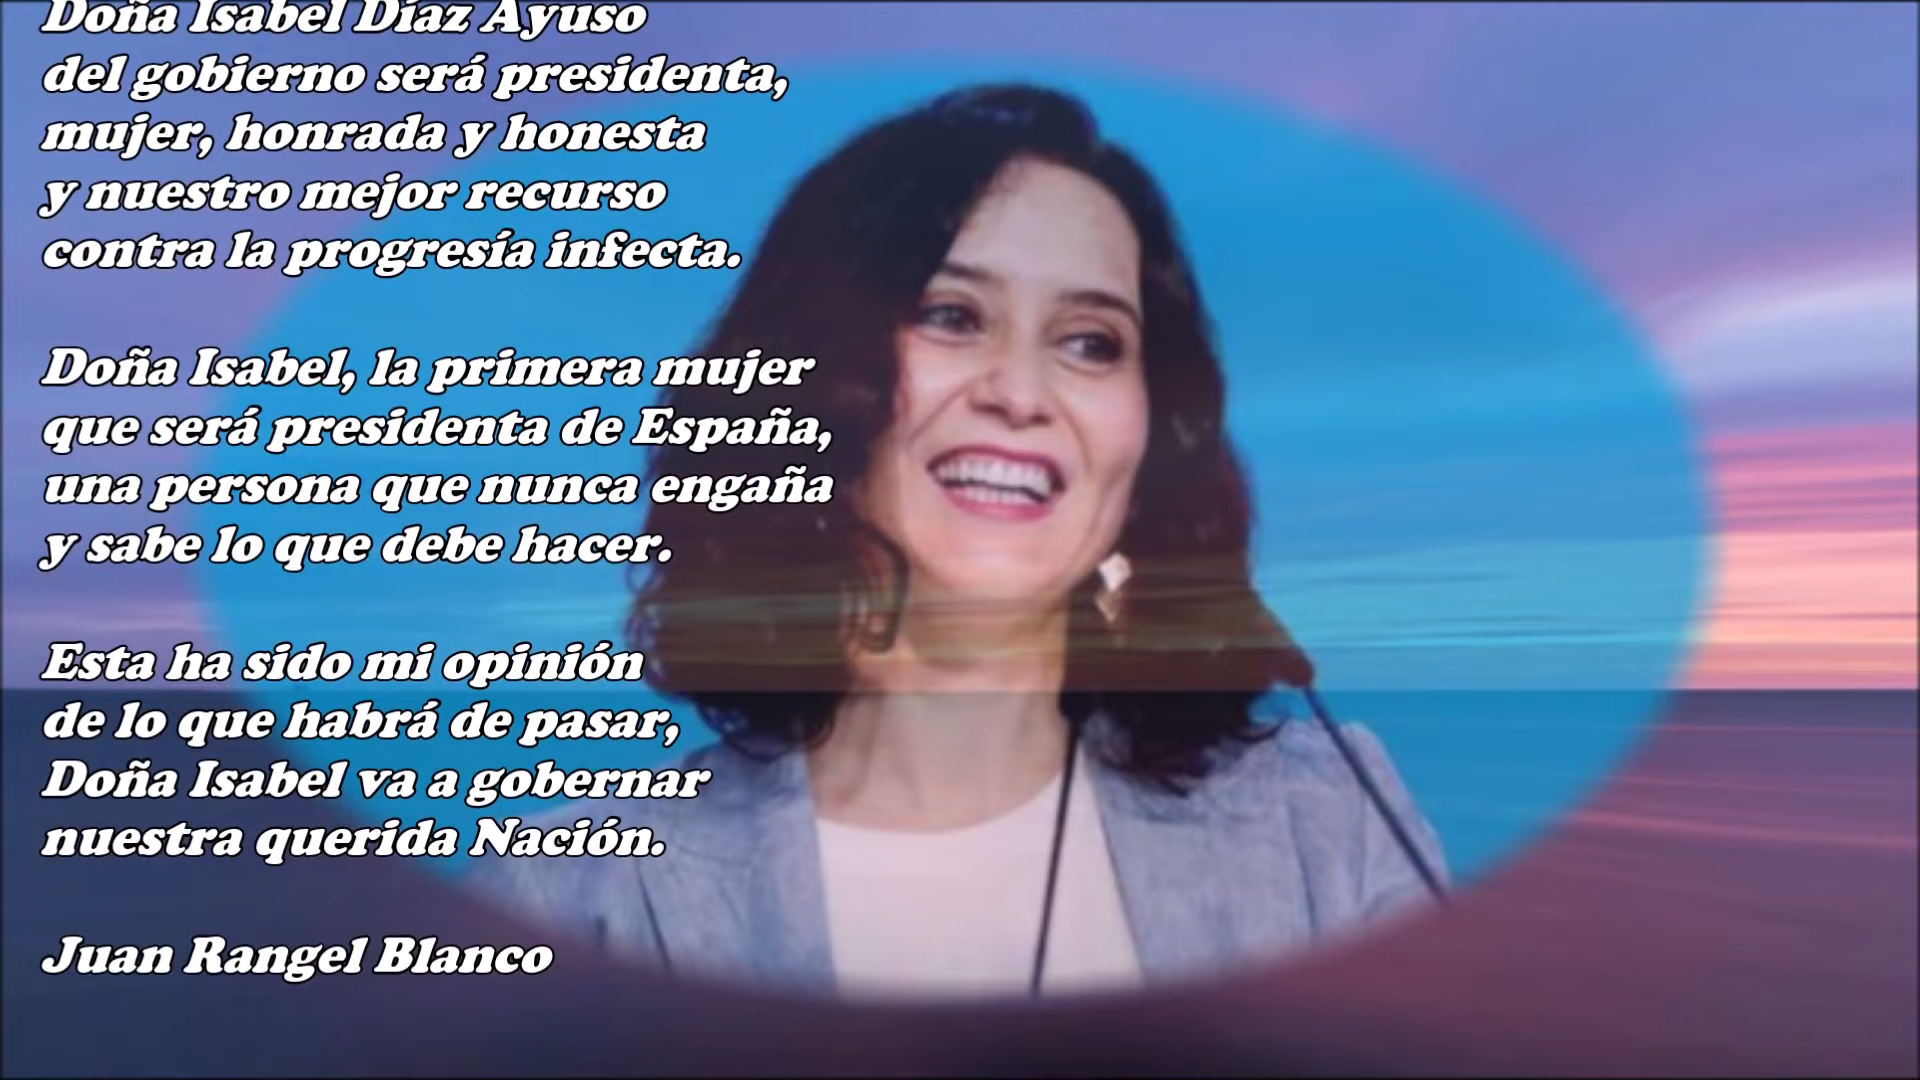 Doña Isabel Díaz Ayuso
del gobierno será presidenta,
mujer, honrada y honesta
y nuestro mejor recurso
contra la progresía infecta.
Doña Isabel, la primera mujer
que será presidenta de España,
una persona que nunca engaña
y sabe lo que debe hacer.
Esta ha sido mi opinión
de lo que habrá de pasar,
Doña Isabel va a gobernar
nuestra querida Nación.
Juan Rangel Blanco